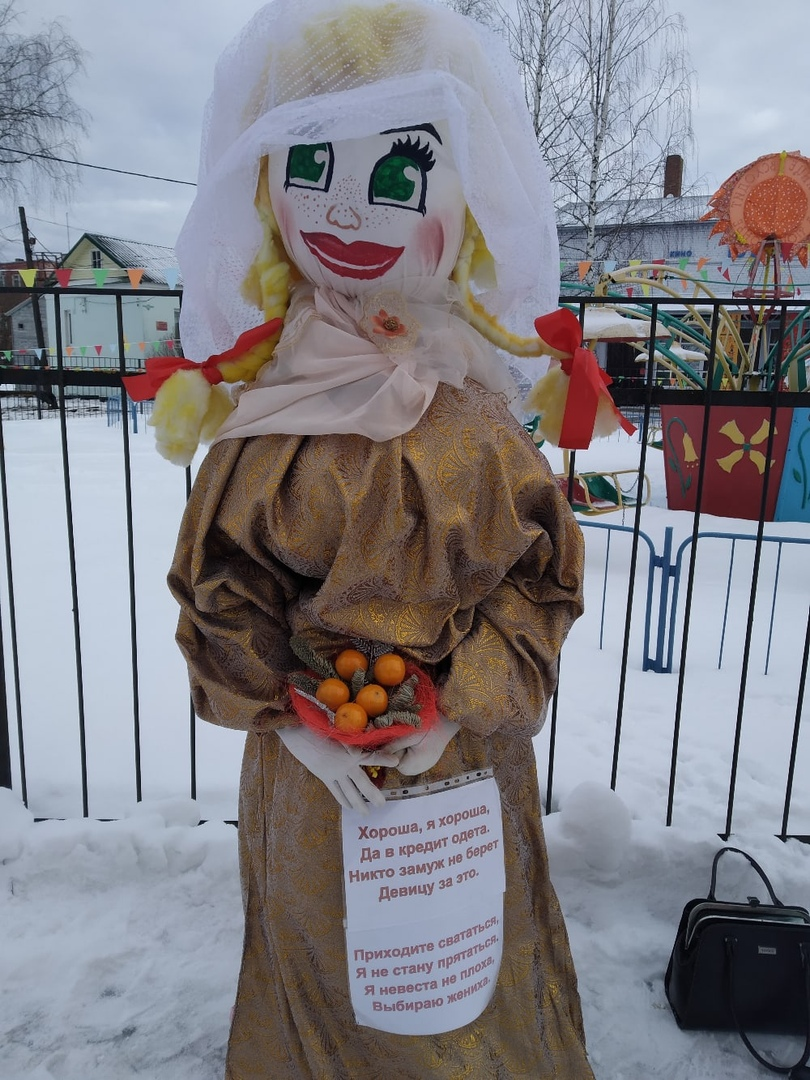 Хороша, я хороша,
Да в кредит одета.
Никто замуж не берет
Девицу за это.
Приходите свататься,
Я не стану прятаться.
Я невеста не плоха,
Выбираю жениха.